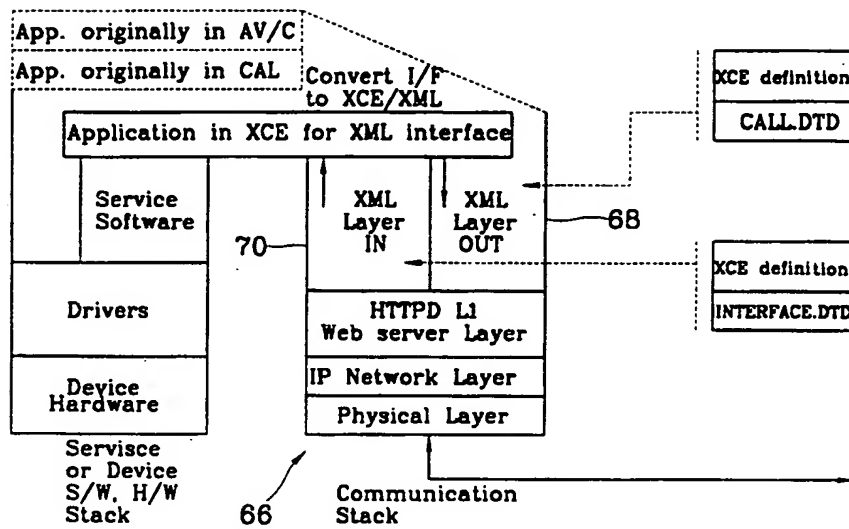 App. originally in AV/C
App. originally in CAL
Convert I/F
to XCE/XML
Application in XCE for XML interface
Service
Software
XML
Layer
IN
XML
Layer
OUT
70
68
Drivers
HTTPD L1
Web server Layer
Device
Hardware
IP Network Layer
Physical Layer
Servisce
or Device
S/W, H/W
Stack
66
Communication
Stack
XCE definition
CALL.DTD
XCE definition
INTERFACE.DTD